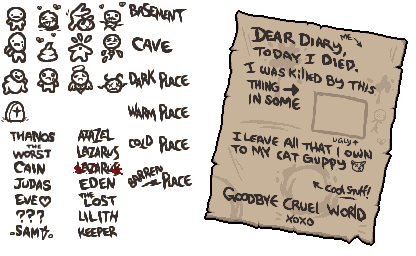 BASEMENT
CAVE
DARK PLACE
WARM PLACE
COLD PLACE
BARREN PLACE
THANOS
THE WORST
CAIN
JUDAS
EVE♡
???
-SAM-
AZAZEL
LAZARUS
LAZARUS
EDEN
THE LOST
LILITH
KEEPER
ME
DEAR DIARY,
TODAY I DIED.
I WAS KILLED BY THIS
THING →
IN SOME
UGLY↑
I LEAVE ALL THAT I OWN
TO MY CAT GUPPY
↖ COOL STUFF!
GOODBYE CRUEL WORLD
XOXO